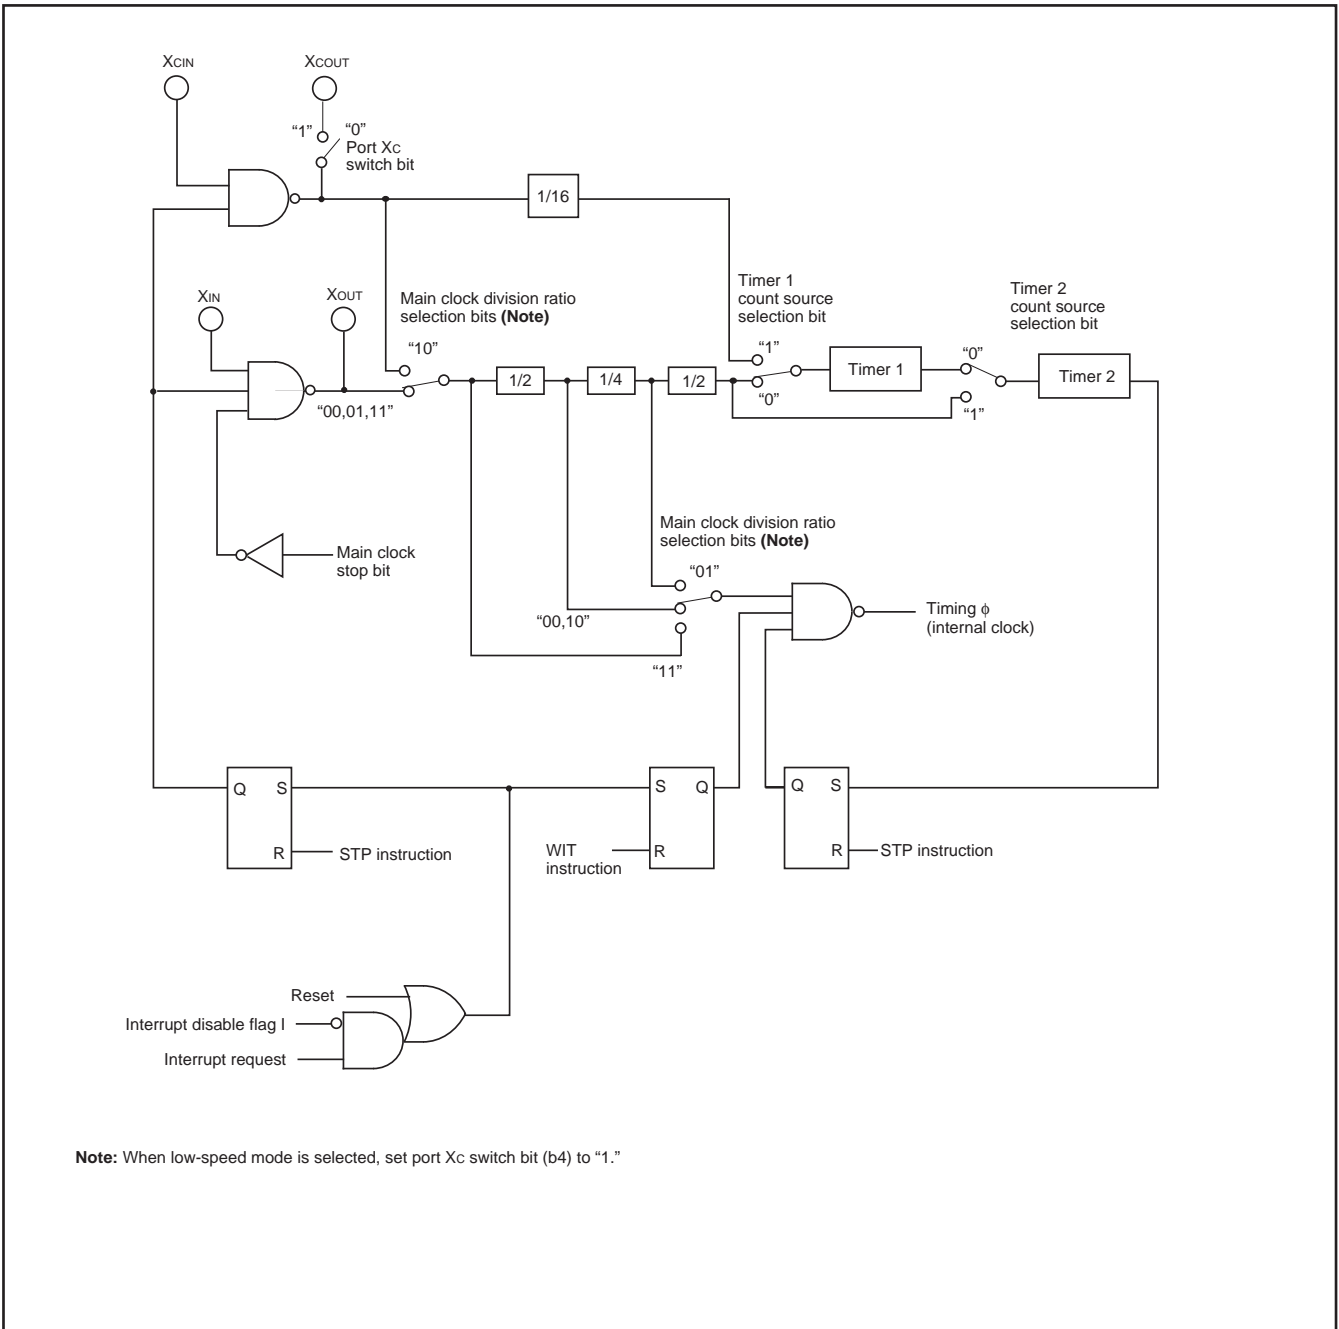 XCIN
XCOUT
“1”
“0”
Port XC
switch bit
1/16
XIN
XOUT
Main clock division ratio
selection bits (Note)
“10”
“00,01,11”
1/2
1/4
1/2
Timer 1
count source
selection bit
“1”
“0”
Timer 1
Timer 2
count source
selection bit
“0”
“1”
Timer 2
Main clock
stop bit
Main clock division ratio
selection bits (Note)
“01”
“00,10”
“11”
Timing ϕ
(internal clock)
Q S
R
STP instruction
S Q
R
WIT
instruction
Q S
R
STP instruction
Reset
Interrupt disable flag I
Interrupt request
Note: When low-speed mode is selected, set port XC switch bit (b4) to “1.”